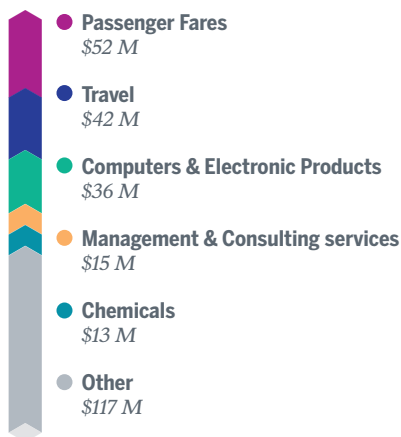 Passenger Fares
$52 M
Travel
$42 M
Computers & Electronic Products
$36 M
Management & Consulting services
$15 M
Chemicals
$13 M
Other
$117 M